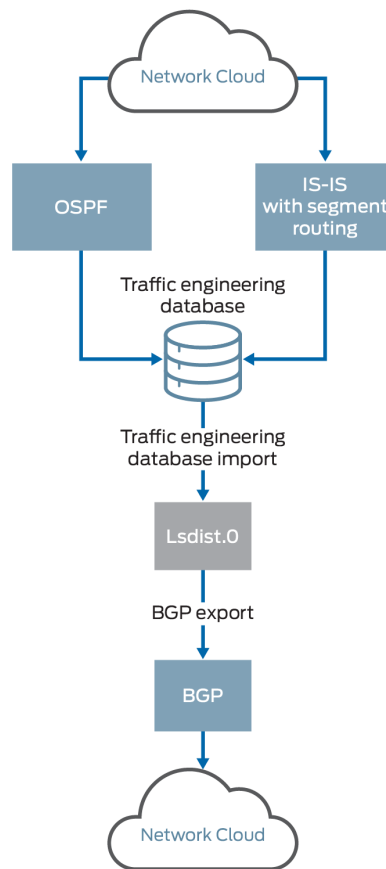 Network Cloud
OSPF
IS-IS
with segment
routing
Traffic engineering
database
Traffic engineering
database import
Lsdist.0
BGP export
BGP
Network Cloud